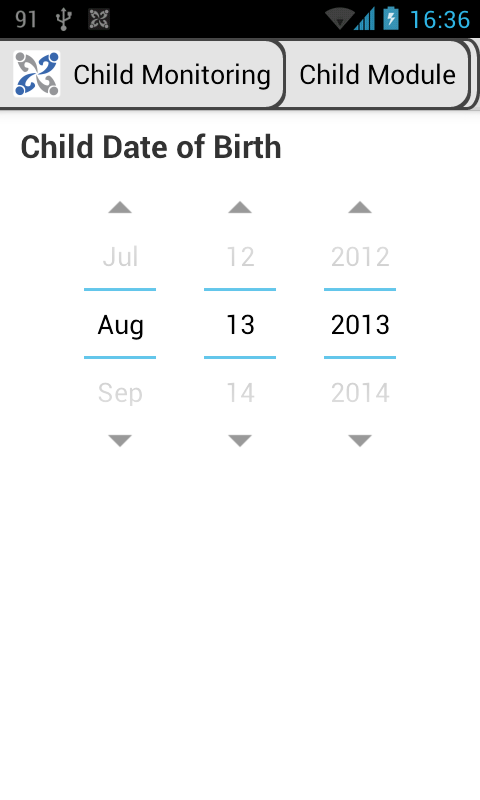 91 16:36
Child Monitoring Child Module
Child Date of Birth
Jul 12 2012
Aug 13 2013
Sep 14 2014